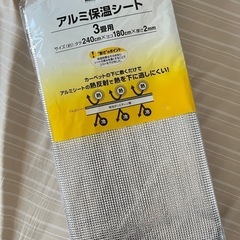 アルミ保温シート
3畳用
サイズ(約):タテ240cm×ヨコ180cm×厚さ2mm
カーペットの下に敷くだけで
アルミシートの熱反射で熱を下に逃しにくい!
熱
熱
熱